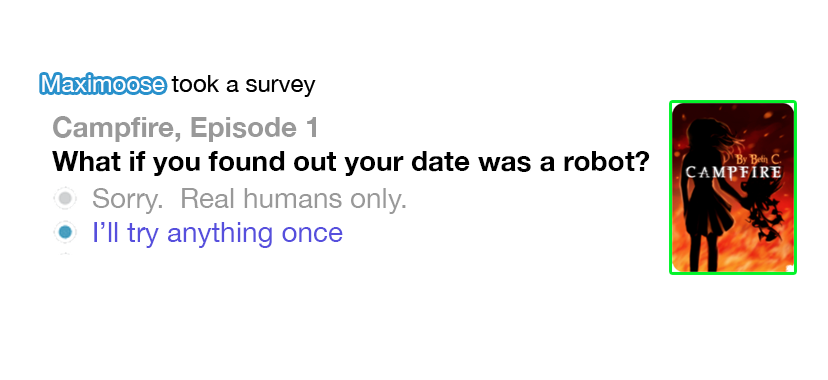 Maximoose took a survey
Campfire, Episode 1
What if you found out your date was a robot?
Sorry.  Real humans only.
I'll try anything once
By Beth C.
CAMPFIRE